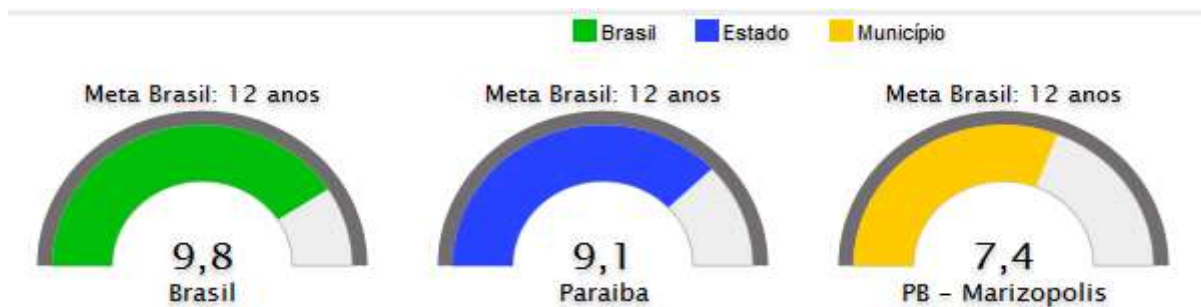 Brasil Estado Município
Meta Brasil: 12 anos Meta Brasil: 12 anos Meta Brasil: 12 anos
9,8 9,1 7,4
Brasil Paraiba PB - Marizopolis